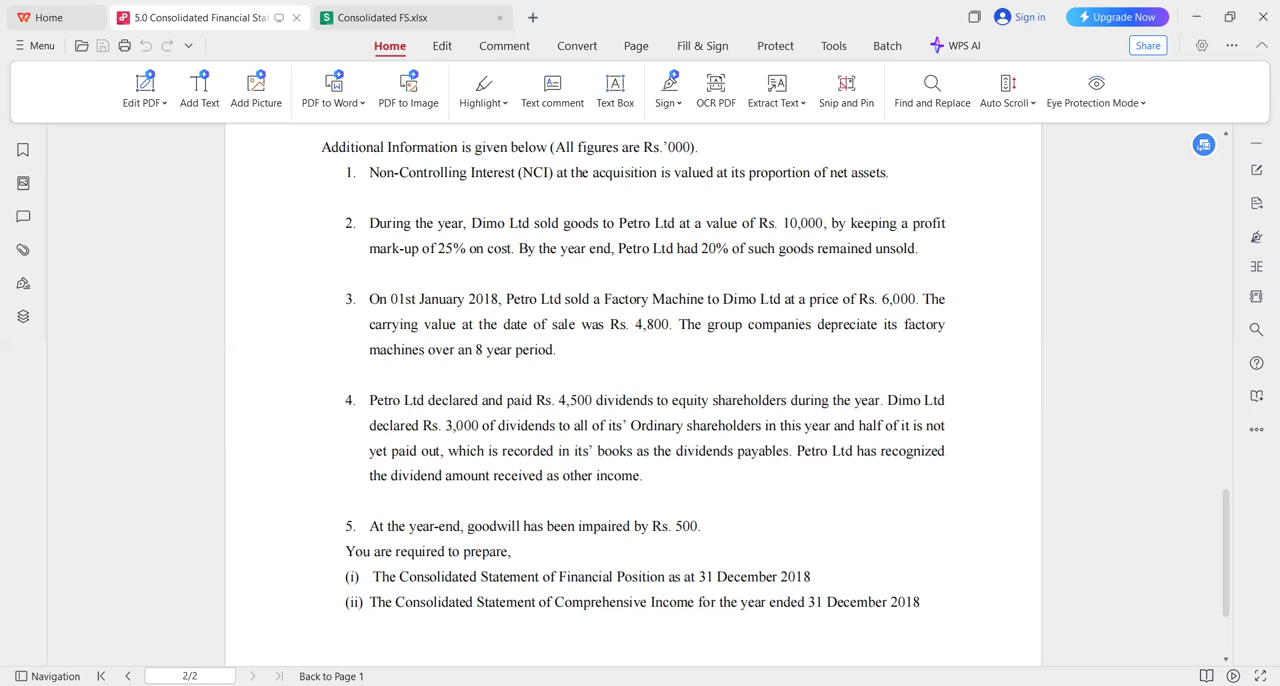 Home
5.0 Consolidated Financial Stat
Consolidated FS.xlsx
Sign in
Upgrade Now
Menu
Home Edit Comment Convert Page Fill & Sign Protect Tools Batch WPS AI
Share
Edit PDF Add Text Add Picture PDF to Word PDF to Image Highlight Text comment Text Box Sign OCR PDF Extract Text Snip and Pin Find and Replace Auto Scroll Eye Protection Mode
Additional Information is given below (All figures are Rs.’000).
1. Non-Controlling Interest (NCI) at the acquisition is valued at its proportion of net assets.
2. During the year, Dimo Ltd sold goods to Petro Ltd at a value of Rs. 10,000, by keeping a profit
mark-up of 25% on cost. By the year end, Petro Ltd had 20% of such goods remained unsold.
3. On 01st January 2018, Petro Ltd sold a Factory Machine to Dimo Ltd at a price of Rs. 6,000. The
carrying value at the date of sale was Rs. 4,800. The group companies depreciate its factory
machines over an 8 year period.
4. Petro Ltd declared and paid Rs. 4,500 dividends to equity shareholders during the year. Dimo Ltd
declared Rs. 3,000 of dividends to all of its’ Ordinary shareholders in this year and half of it is not
yet paid out, which is recorded in its’ books as the dividends payables. Petro Ltd has recognized
the dividend amount received as other income.
5. At the year-end, goodwill has been impaired by Rs. 500.
You are required to prepare,
(i) The Consolidated Statement of Financial Position as at 31 December 2018
(ii) The Consolidated Statement of Comprehensive Income for the year ended 31 December 2018
Navigation
2/2
Back to Page 1